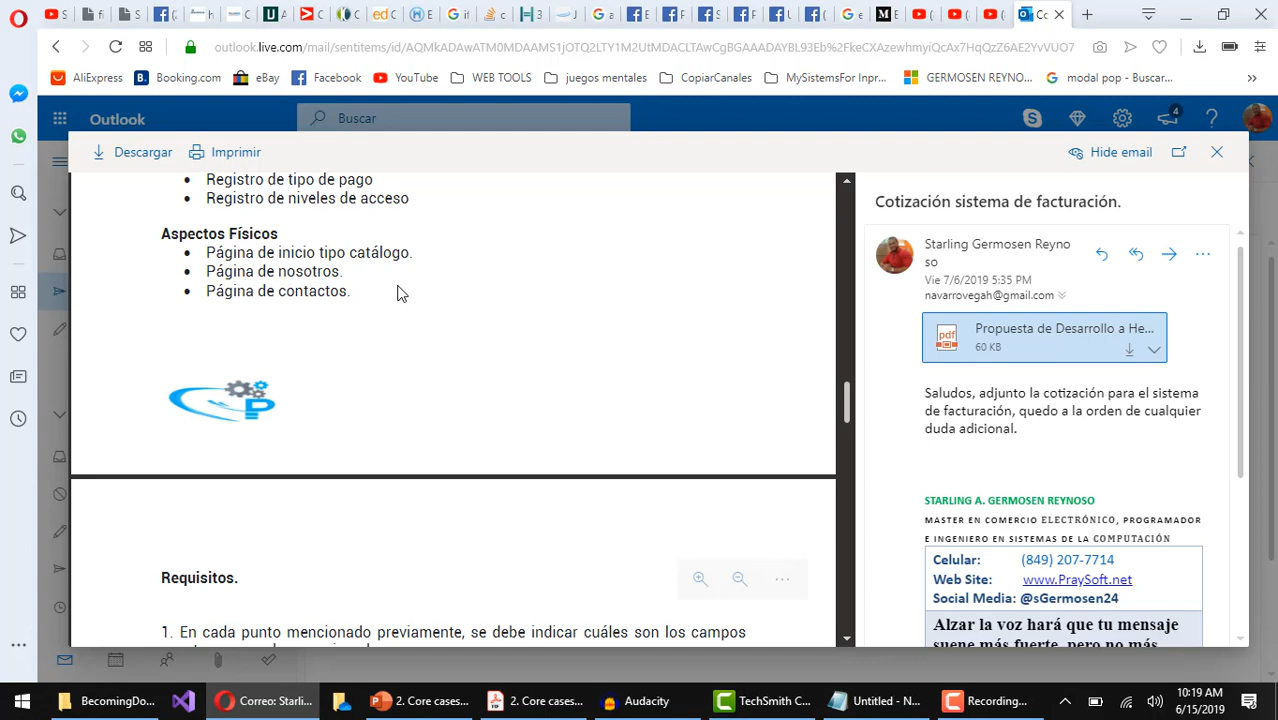 outlook.live.com/mail/sentitems/id/AQMkADAwATM0MDAAMS1jOTQ2LTY1M2UtMDACLTAwCgBGAAADAYBL93Eb%2FkeCXAzewhmyiQcAx7HqQzZ6AE2YvVUO7
AliExpress
Booking.com
eBay
Facebook
YouTube
WEB TOOLS
juegos mentales
CopiarCanales
MySistemsFor Inpr...
GERMOSEN REYNO...
modal pop - Buscar...
Outlook
Buscar
4
Descargar
Imprimir
Hide email
• Registro de tipo de pago
• Registro de niveles de acceso
Aspectos Físicos
• Página de inicio tipo catálogo.
• Página de nosotros.
• Página de contactos.
Requisitos.
1. En cada punto mencionado previamente, se debe indicar cuáles son los campos
Cotización sistema de facturación.
Starling Germosen Reyno
so
Vie 7/6/2019 5:35 PM
navarrovegah@gmail.com
pdf
Propuesta de Desarrollo a He...
60 KB
Saludos, adjunto la cotización para el sistema
de facturación, quedo a la orden de cualquier
duda adicional.
STARLING A. GERMOSEN REYNOSO
MASTER EN COMERCIO ELECTRÓNICO, PROGRAMADOR
E INGENIERO EN SISTEMAS DE LA COMPUTACIÓN
Celular: (849) 207-7714
Web Site: www.PraySoft.net
Social Media: @sGermosen24
Alzar la voz hará que tu mensaje
suene más fuerte, pero no más
BecomingDo...
Correo: Starli...
2. Core cases...
2. Core cases...
Audacity
TechSmith C...
Untitled - N...
Recording...
10:19 AM
6/15/2019